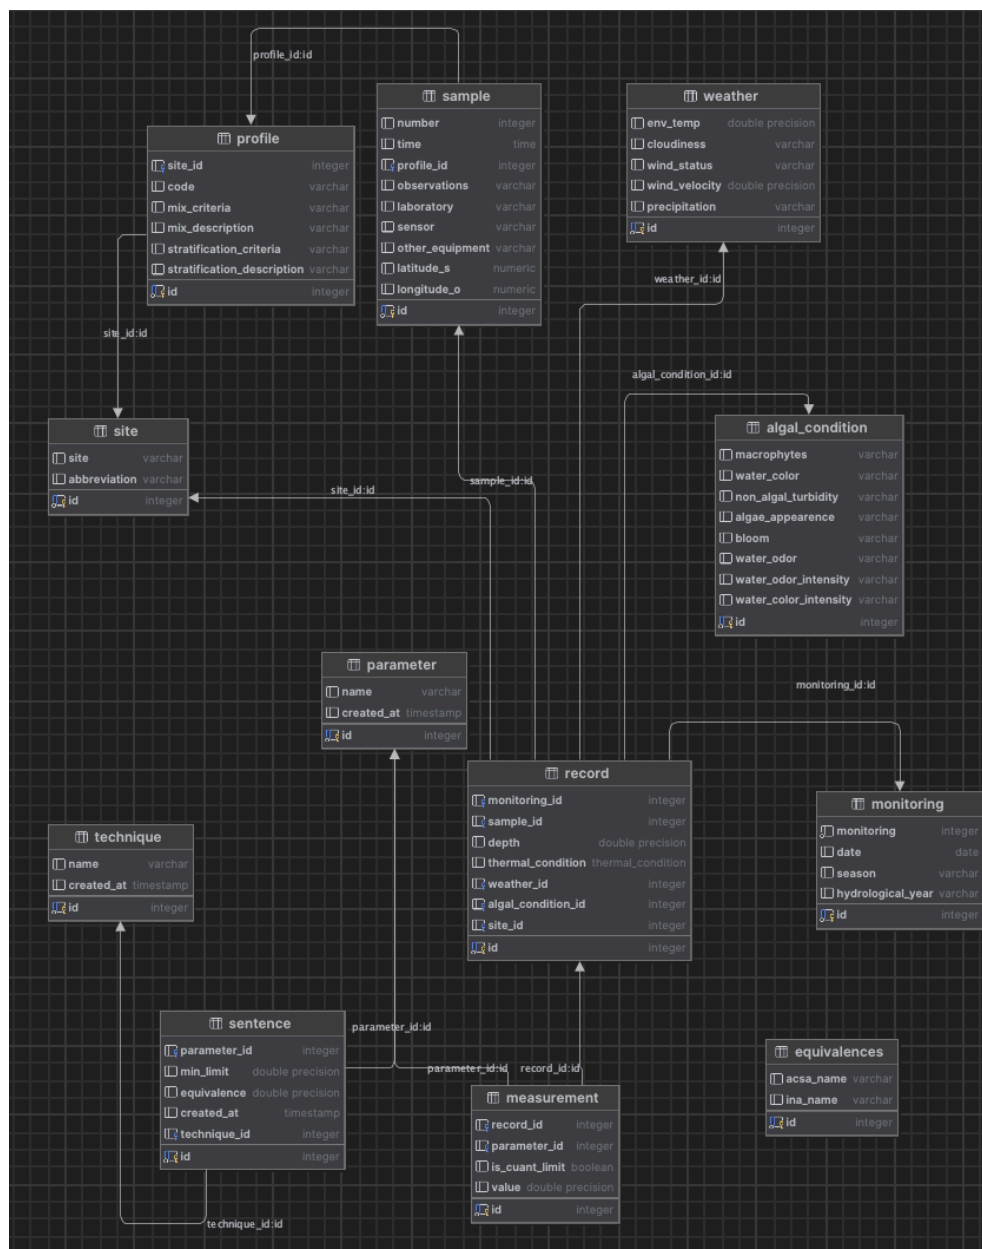 profile_id:id
sample
number integer
time time
profile_id integer
observations varchar
laboratory varchar
sensor varchar
other_equipment varchar
latitude_s numeric
longitude_o numeric
id integer
weather
env_temp double precision
cloudiness varchar
wind_status varchar
wind_velocity double precision
precipitation varchar
id integer
profile
site_id integer
code varchar
mix_criteria varchar
mix_description varchar
stratification_criteria varchar
stratification_description varchar
id integer
weather_id:id
site_id:id
algal_condition_id:id
site
site varchar
abbreviation varchar
id integer
algal_condition
macrophytes varchar
water_color varchar
non_algal_turbidity varchar
algae_appearence varchar
bloom varchar
water_odor varchar
water_odor_intensity varchar
water_color_intensity varchar
id integer
site_id:id
sample_id:id
parameter
name varchar
created_at timestamp
id integer
monitoring_id:id
record
monitoring_id integer
sample_id integer
depth double precision
thermal_condition thermal_condition
weather_id integer
algal_condition_id integer
site_id integer
id integer
monitoring
monitoring integer
date date
season varchar
hydrological_year varchar
id integer
technique
name varchar
created_at timestamp
id integer
sentence
parameter_id integer
min_limit double precision
equivalence double precision
created_at timestamp
technique_id integer
id integer
parameter_id:id
parameter_id:id
record_id:id
equivalences
acsa_name varchar
ina_name varchar
id integer
measurement
record_id integer
parameter_id integer
is_cuant_limit boolean
value double precision
id integer
technique_id:id